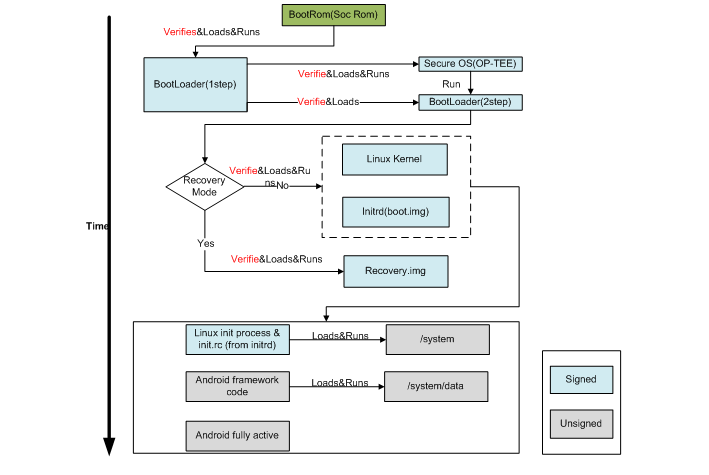 BootRom(Soc Rom)
Verifies&Loads&Runs
BootLoader(1step)
Secure OS(OP-TEE)
Verifie&Loads&Runs
Run
Verifie&Loads
BootLoader(2step)
Linux Kernel
Verifie&Loads&Ru
nsNo
Recovery
Mode
Initrd(boot.img)
Time
Yes
Verifie&Loads&Runs
Recovery.img
Linux init process &
init.rc (from initrd)
Loads&Runs
/system
Android framework
code
Loads&Runs
/system/data
Android fully active
Signed
Unsigned